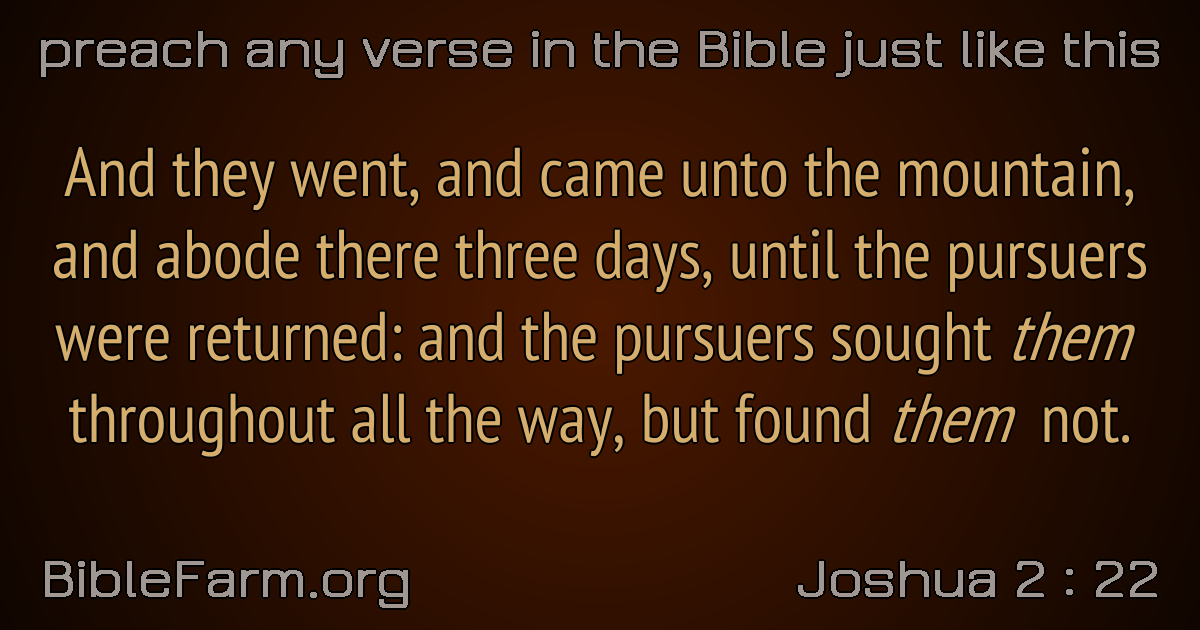 preach any verse in the Bible just like this
And they went, and came unto the mountain,
and abode there three days, until the pursuers
were returned: and the pursuers sought them
throughout all the way, but found them not.
BibleFarm.org
Joshua 2 : 22